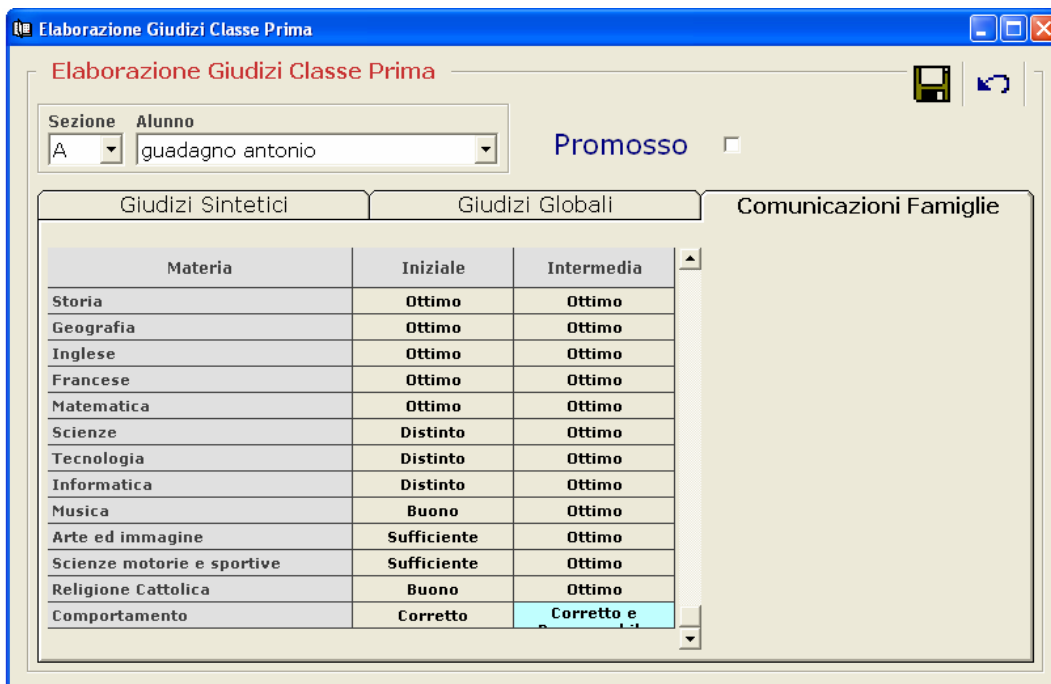 Elaborazione Giudizi Classe Prima
Elaborazione Giudizi Classe Prima
Sezione Alunno
A guadagno antonio
Promosso
Giudizi Sintetici Giudizi Globali Comunicazioni Famiglie
Materia Iniziale Intermedia
Storia Ottimo Ottimo
Geografia Ottimo Ottimo
Inglese Ottimo Ottimo
Francese Ottimo Ottimo
Matematica Ottimo Ottimo
Scienze Distinto Ottimo
Tecnologia Distinto Ottimo
Informatica Distinto Ottimo
Musica Buono Ottimo
Arte ed immagine Sufficiente Ottimo
Scienze motorie e sportive Sufficiente Ottimo
Religione Cattolica Buono Ottimo
Comportamento Corretto Corretto e